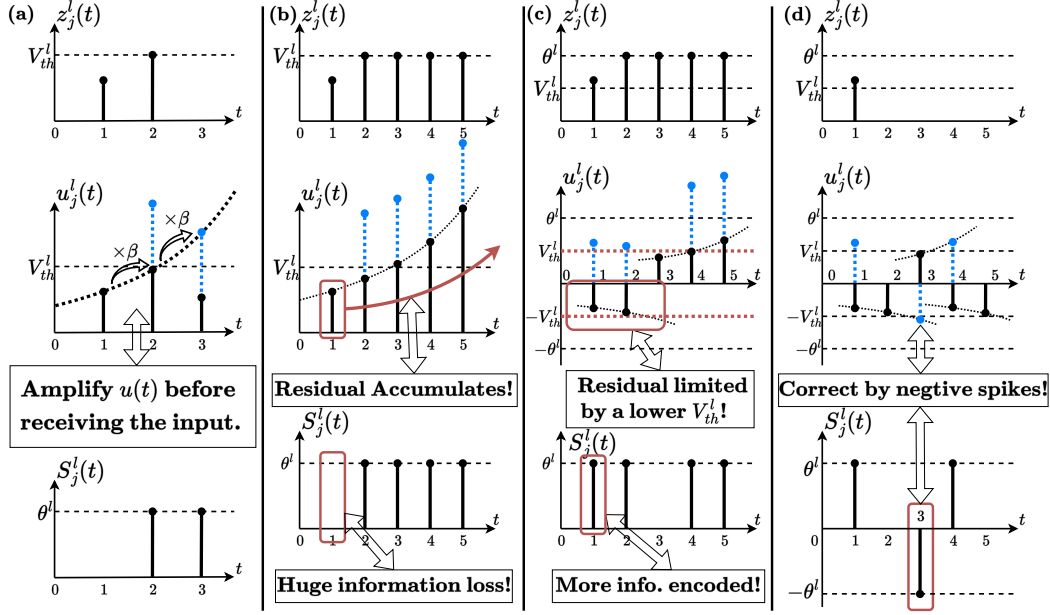 (a)
z_j^l(t)
V_th^l
0 1 2 3 t
u_j^l(t)
×β
×β
V_th^l
0 1 2 3 t
Amplify u(t) before
receiving the input.
S_j^l(t)
θ^l
0 1 2 3 t
(b)
z_j^l(t)
V_th^l
0 1 2 3 4 5 t
u_j^l(t)
V_th^l
0 1 2 3 4 5 t
Residual Accumulates!
S_j^l(t)
θ^l
0 1 2 3 4 5 t
Huge information loss!
(c)
z_j^l(t)
θ^l
V_th^l
0 1 2 3 4 5 t
u_j^l(t)
θ^l
V_th^l
0 1 2 3 4 5 t
−V_th^l
−θ^l
Residual limited
by a lower V_th^l!
S_j^l(t)
θ^l
0 1 2 3 4 5 t
More info. encoded!
(d)
z_j^l(t)
θ^l
V_th^l
0 1 2 3 4 5 t
u_j^l(t)
θ^l
V_th^l
0 1 2 3 4 5 t
−V_th^l
−θ^l
Correct by negtive spikes!
S_j^l(t)
θ^l
3
0 1 2 4 5 t
−θ^l